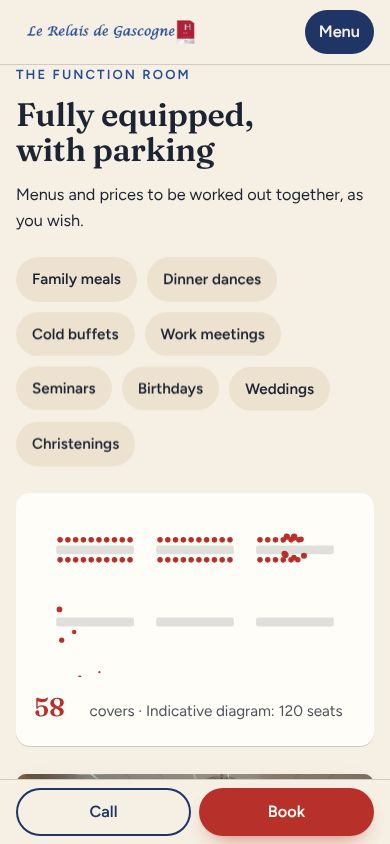 Le Relais de Gascogne
Menu
THE FUNCTION ROOM
Fully equipped,
with parking
Menus and prices to be worked out together, as
you wish.
Family meals
Dinner dances
Cold buffets
Work meetings
Seminars
Birthdays
Weddings
Christenings
58 covers · Indicative diagram: 120 seats
Call
Book